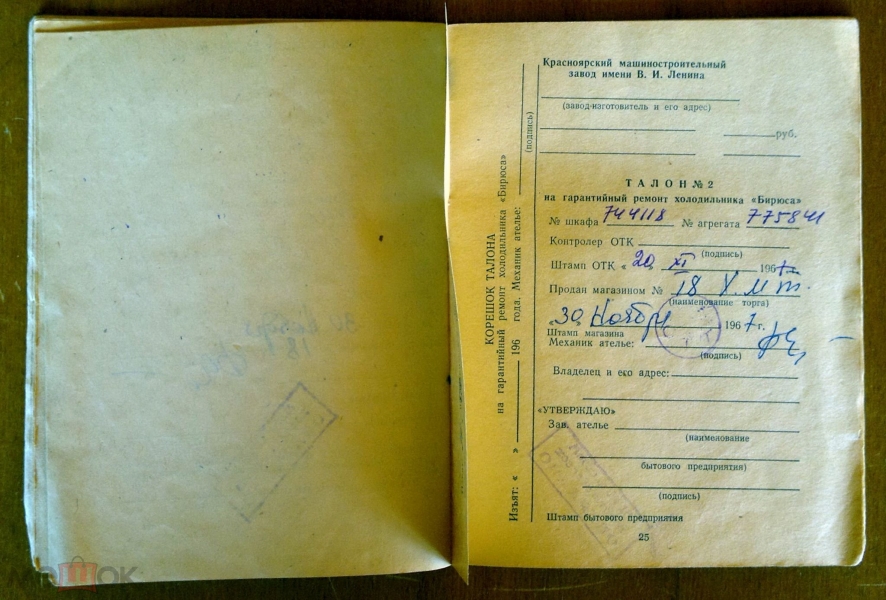 КОРЕШОК ТАЛОНА
на гарантийный ремонт холодильника «Бирюса»
Изъят: « » 196 года. Механик ателье:
(подпись)
Красноярский машиностроительный
завод имени В. И. Ленина
(завод-изготовитель и его адрес)
руб.
ТАЛОН № 2
на гарантийный ремонт холодильника «Бирюса»
№ шкафа 744118 № агрегата 775841
Контролер ОТК
(подпись)
Штамп ОТК « 20 XI 1967г.
Продан магазином № 18
(наименование торга)
„30 Ноября 1967 г.
Штамп магазина
Механик ателье:
(подпись)
Владелец и его адрес:
«УТВЕРЖДАЮ»
Зав. ателье
(наименование
бытового предприятия)
(подпись)
Штамп бытового предприятия
25